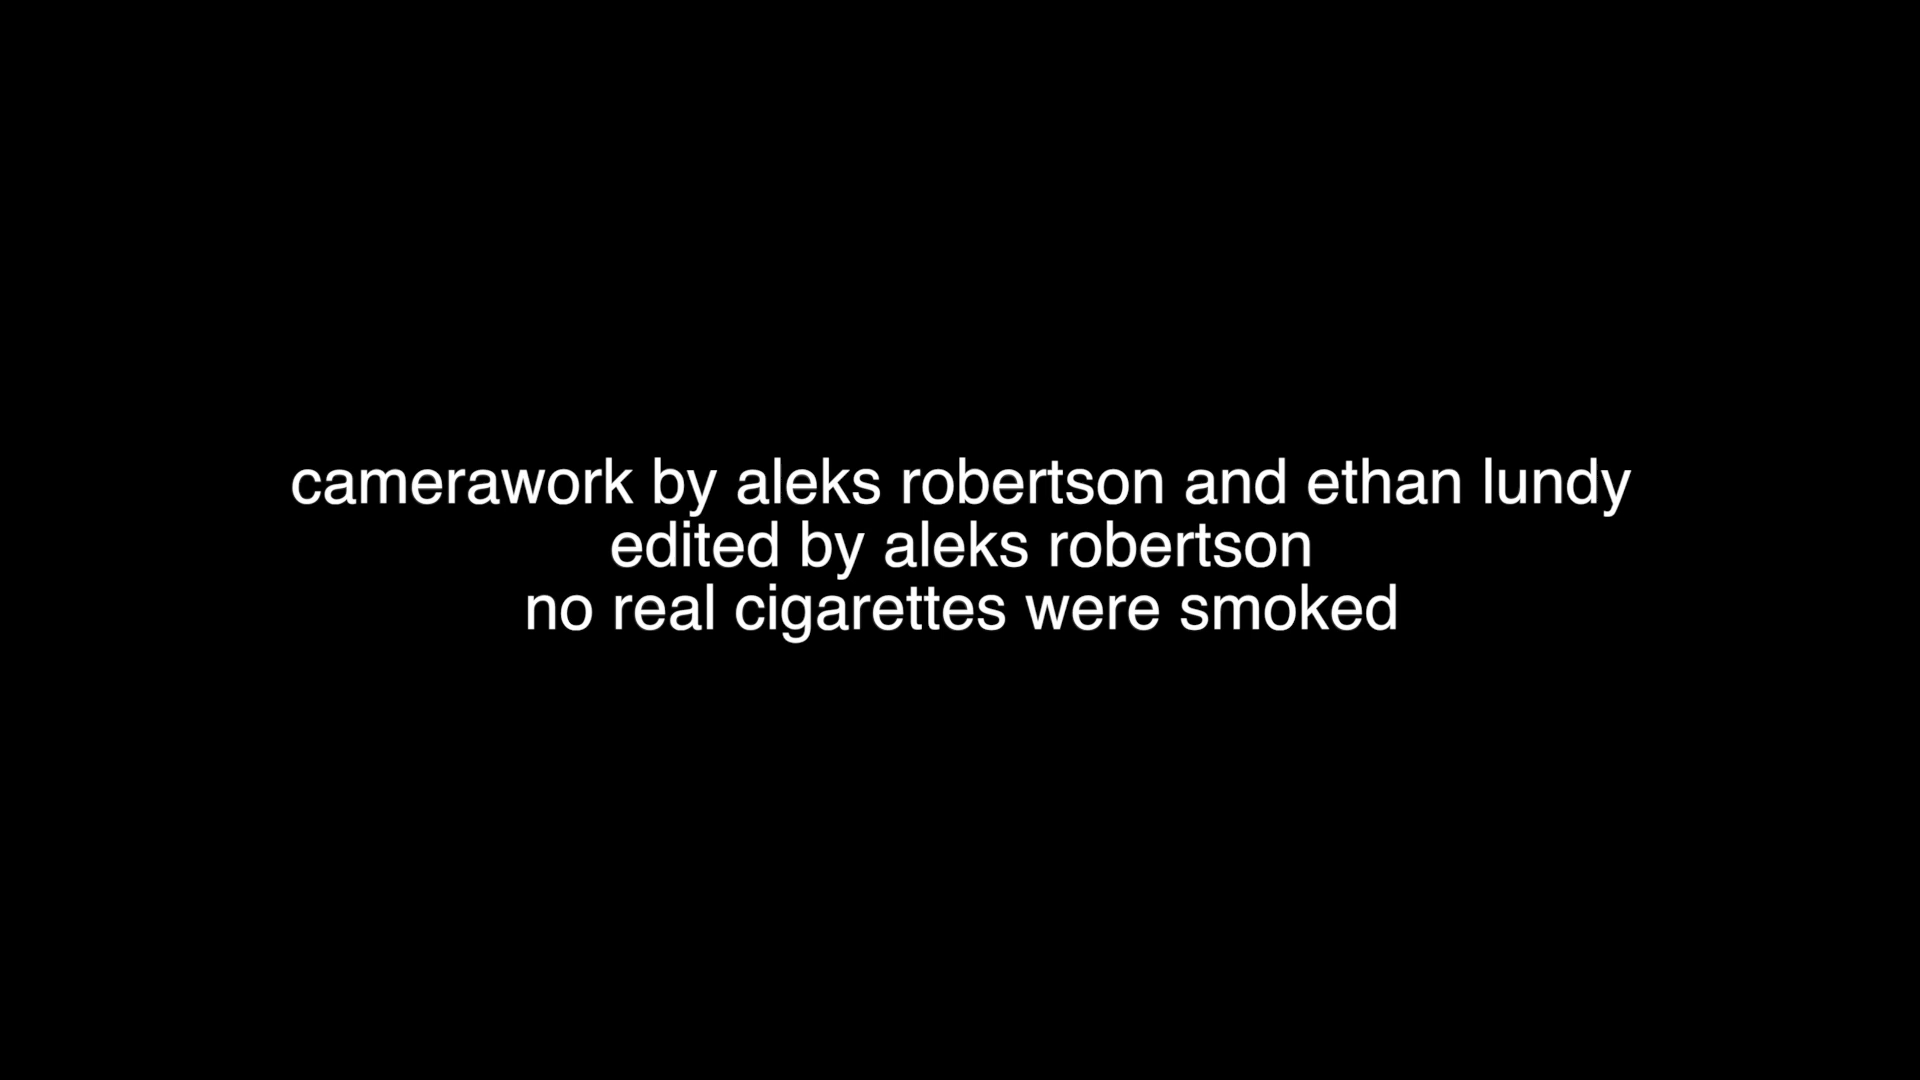 camerawork by aleks robertson and ethan lundy
edited by aleks robertson
no real cigarettes were smoked